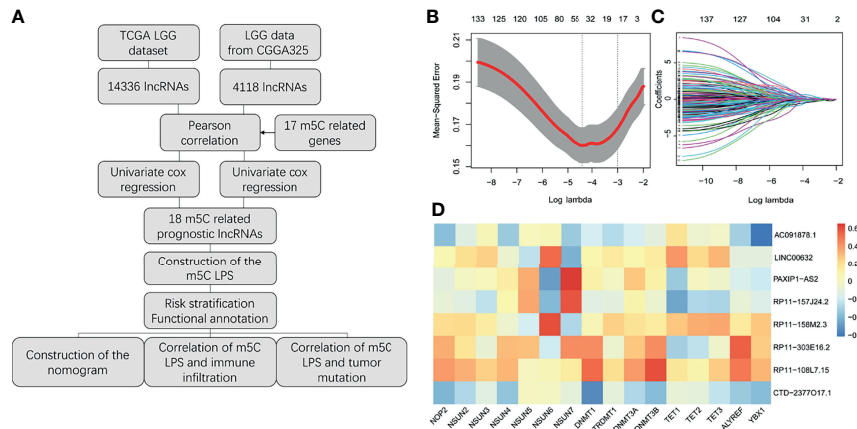 A
TCGA LGG
dataset
LGG data
from CGGA325
14336 lncRNAs
4118 lncRNAs
Pearson
correlation
17 m5C related
genes
Univariate cox
regression
Univariate cox
regression
18 m5C related
prognostic lncRNAs
Construction of the
m5C LPS
Risk stratification
Functional annotation
Construction of the
nomogram
Correlation of m5C
LPS and immune
infiltration
Correlation of m5C
LPS and tumor
mutation
B
133 125 126 120 105 80 55 32 19 17 3
Mean-Squared Error
0.21
0.19
0.17
0.15
-8 -7 -6 -5 -4 -3 -2
Log lambda
C
137 127 104 31 2
Coefficients
5
0
-5
-10 -8 -6 -4 -2
Log lambda
D
AC091878.1
LINC00632
PAXIP1-AS2
RP11-157J24.2
RP11-158M2.3
RP11-303E16.2
RP11-108L7.15
CTD-2377O17.1
NOP2 NSUN2 NSUN3 NSUN4 NSUN5 NSUN6 NSUN7 DNMT1 TRDMT1 DNMT3A DNMT3B TET1 TET2 TET3 ALYREF YBX1
0.6
0.4
0.2
0